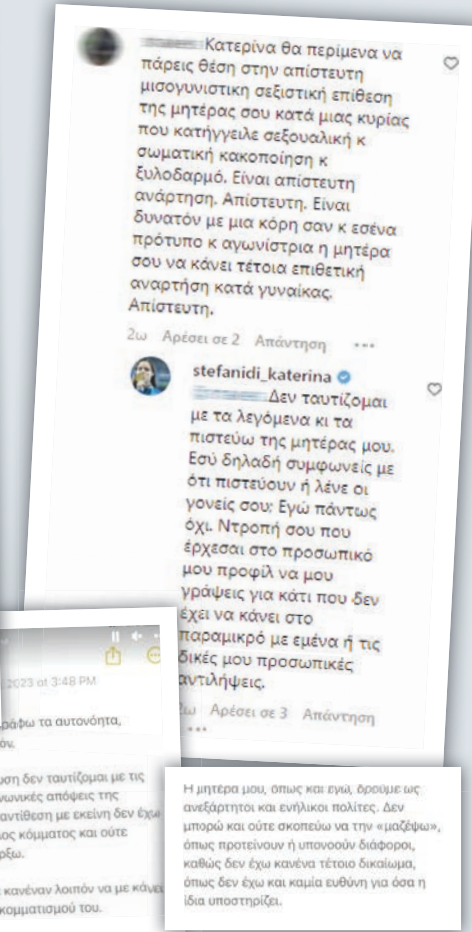 Κατερίνα θα περίμενα να
πάρεις θέση στην απίστευτη
μισογυνιστική σεξιστική επίθεση
της μητέρας σου κατά μιας κυρίας
που κατήγγειλε σεξουαλική κ
σωματική κακοποίηση κ
ξυλοδαρμό. Είναι απίστευτη
ανάρτηση. Απίστευτη. Είναι
δυνατόν με μια κόρη σαν κ εσένα
πρότυπο κ αγωνίστρια η μητέρα
σου να κάνει τέτοια επιθετική
αναρτήση κατά γυναίκας.
Απίστευτη.
2ω Αρέσει σε 2 Απάντηση
stefanidi_katerina
Δεν ταυτίζομαι
με τα λεγόμενα κι τα
πιστεύω της μητέρας μου.
Εσύ δηλαδή συμφωνείς με
ότι πιστεύουν ή λένε οι
γονείς σου; Εγώ πάντως
όχι. Ντροπή σου που
έρχεσαι στο προσωπικό
μου προφίλ να μου
γράψεις για κάτι που δεν
έχει να κάνει στο
παραμικρό με εμένα ή τις
δικές μου προσωπικές
αντιλήψεις.
2ω Αρέσει σε 3 Απάντηση
2023 at 3:48 PM
ράφω τα αυτονόητα,
όν.
υση δεν ταυτίζομαι με τις
νωνικές απόψεις της
αντίθεση με εκείνη δεν έχω
λος κόμματος και ούτε
ρξω.
κανέναν λοιπόν να με κάνει
κομματισμού του.
Η μητέρα μου, όπως και εγώ, δρούμε ως
ανεξάρτητοι και ενήλικοι πολίτες. Δεν
μπορώ και ούτε σκοπεύω να την «μαζέψω»,
όπως προτείνουν ή υπονοούν διάφοροι,
καθώς δεν έχω κανένα τέτοιο δικαίωμα,
όπως δεν έχω και καμία ευθύνη για όσα η
ίδια υποστηρίζει.